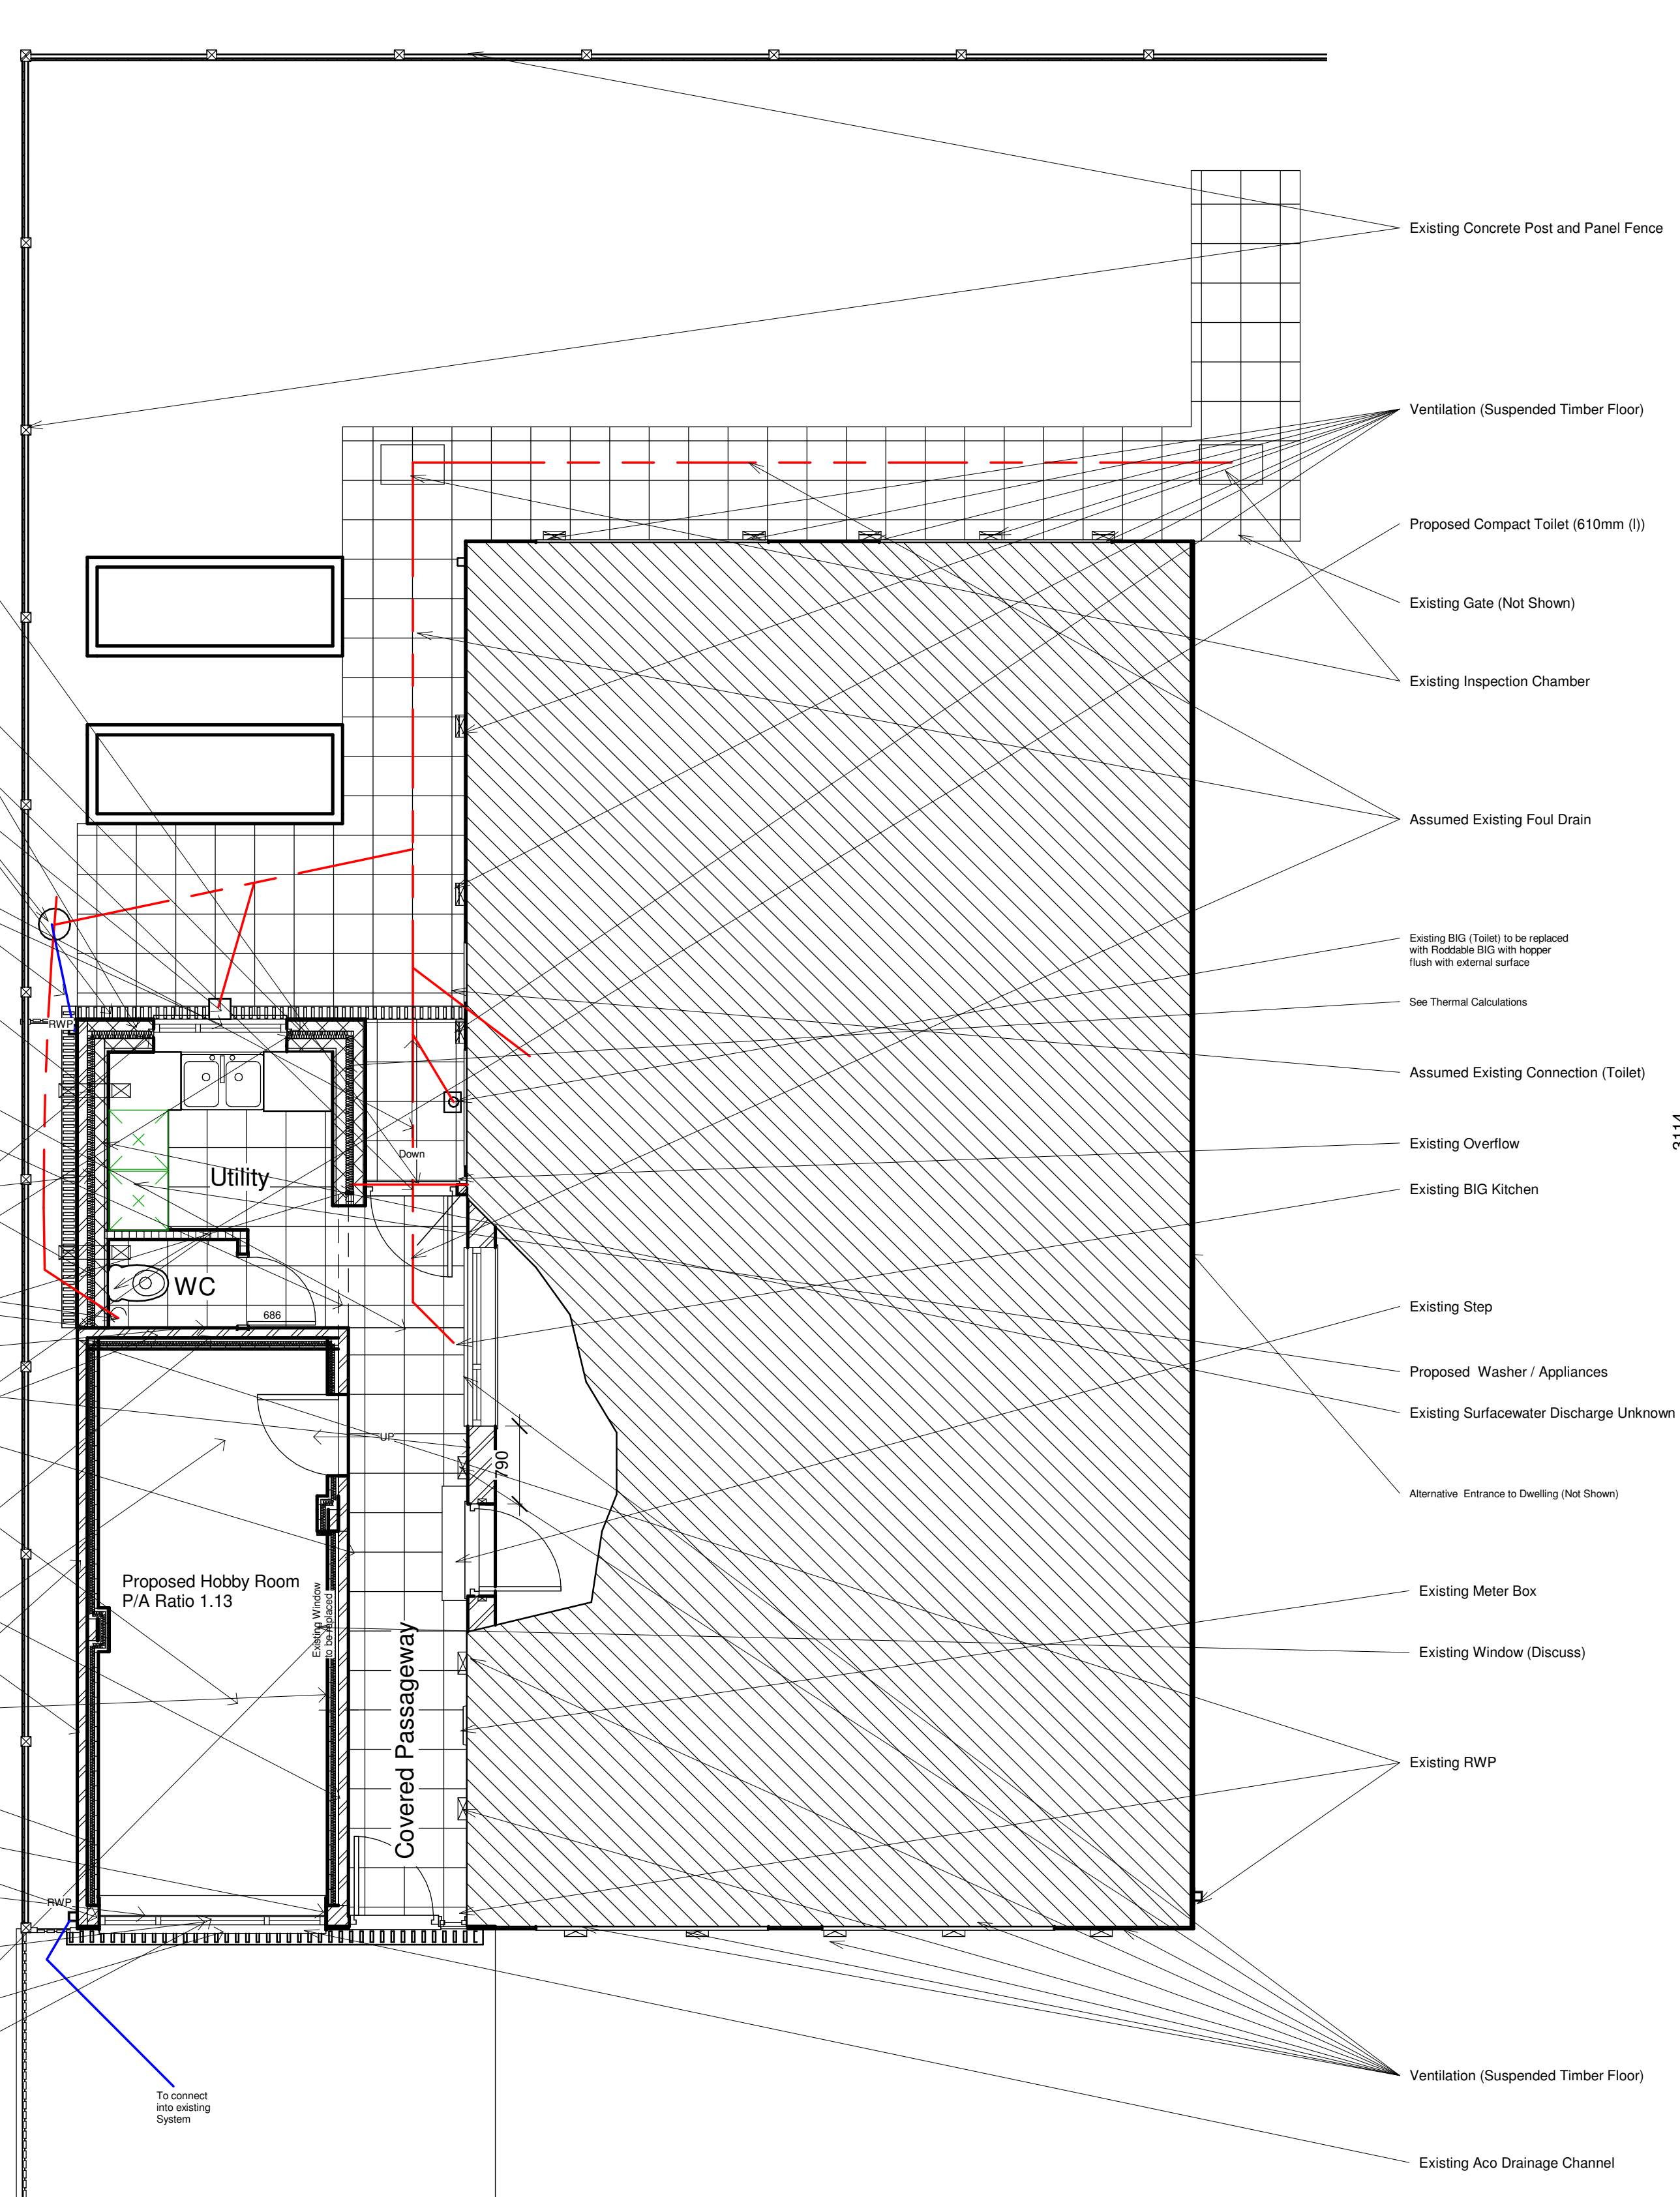 Existing Concrete Post and Panel Fence
Ventilation (Suspended Timber Floor)
Proposed Compact Toilet (610mm (l))
Existing Gate (Not Shown)
Existing Inspection Chamber
Assumed Existing Foul Drain
Existing BIG (Toilet) to be replaced
with Roddable BIG with hopper
flush with external surface
See Thermal Calculations
Assumed Existing Connection (Toilet)
Existing Overflow
Existing BIG Kitchen
Existing Step
Proposed Washer / Appliances
Existing Surfacewater Discharge Unknown
Alternative Entrance to Dwelling (Not Shown)
Existing Meter Box
Existing Window (Discuss)
Existing RWP
Ventilation (Suspended Timber Floor)
Existing Aco Drainage Channel
3114
RWP
Down
Utility
WC
686
UP
790
Proposed Hobby Room
P/A Ratio 1.13
Existing Window
to be replaced
Covered Passageway
RWP
To connect
into existing
System